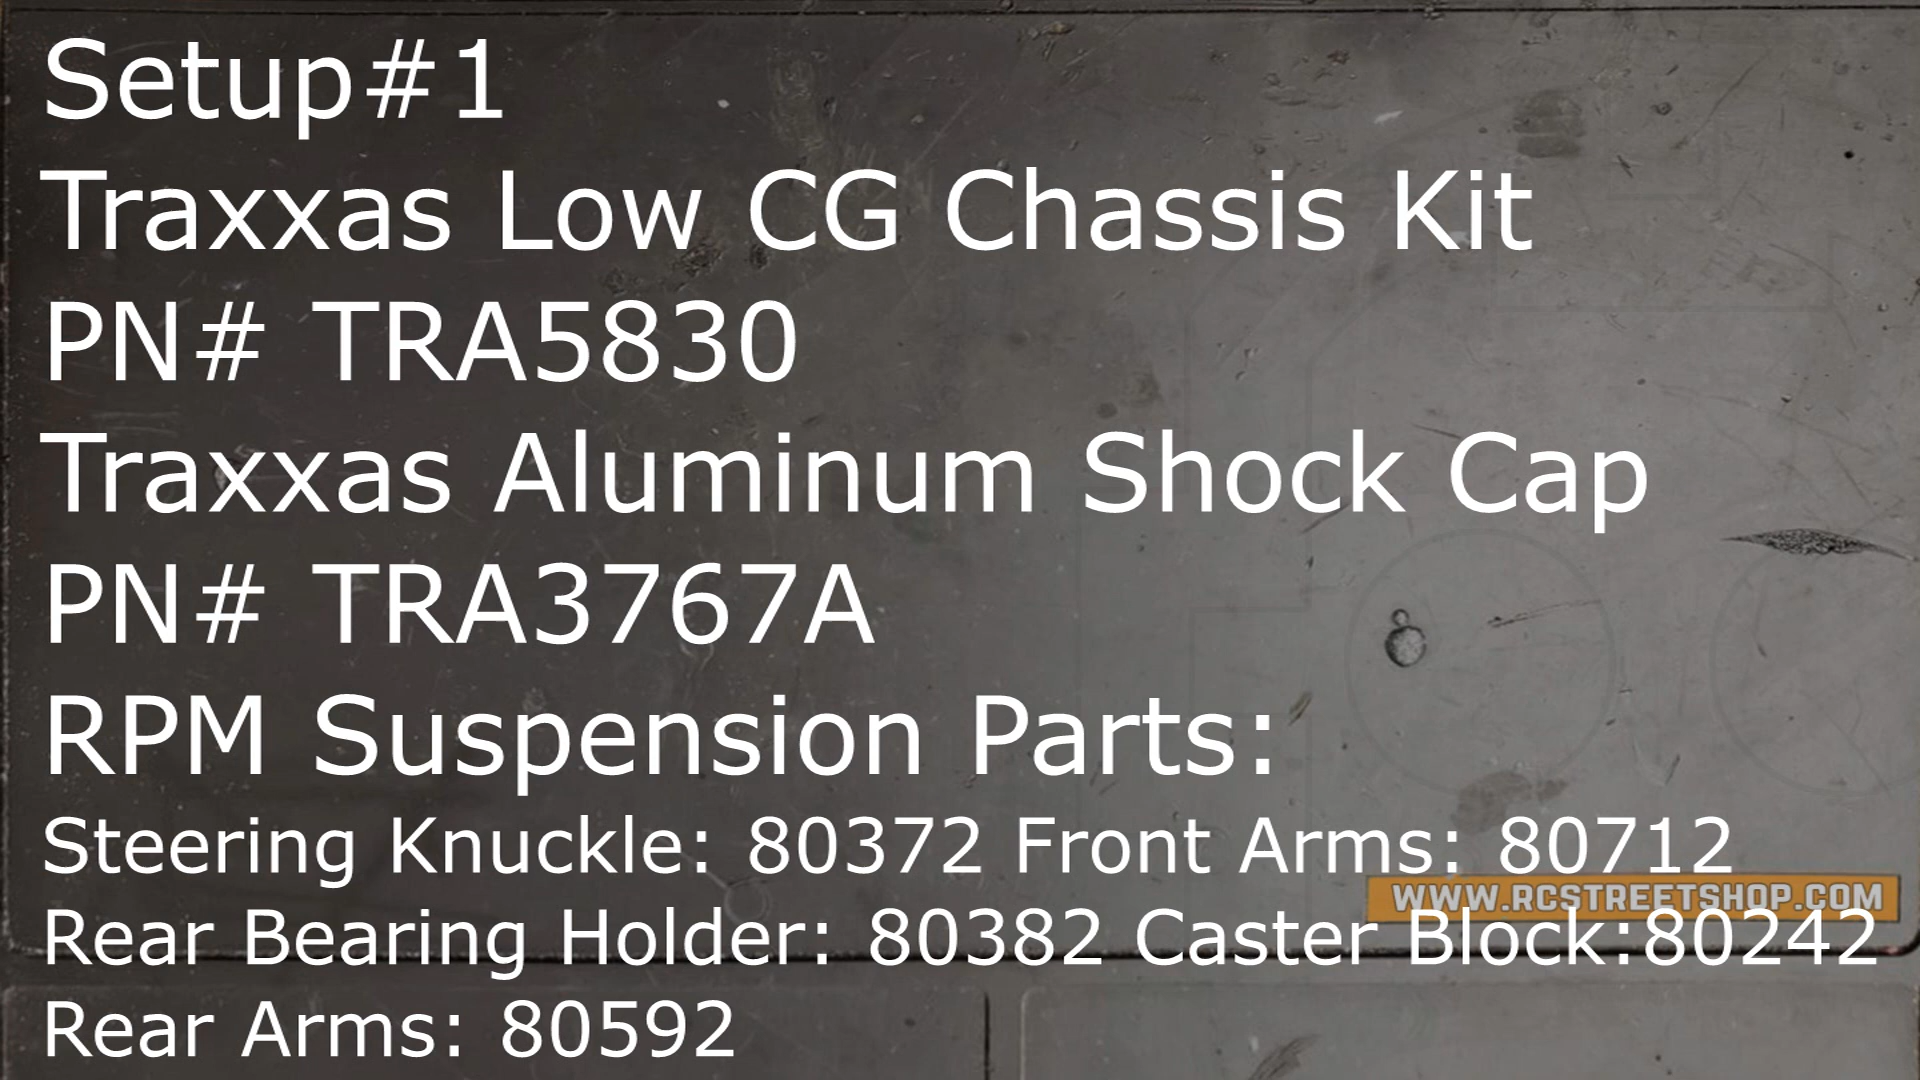 Setup#1
Traxxas Low CG Chassis Kit
PN# TRA5830
Traxxas Aluminum Shock Cap
PN# TRA3767A
RPM Suspension Parts:
Steering Knuckle: 80372 Front Arms: 80712
WWW.RCSTREETSHOP.COM
Rear Bearing Holder: 80382 Caster Block:80242
Rear Arms: 80592